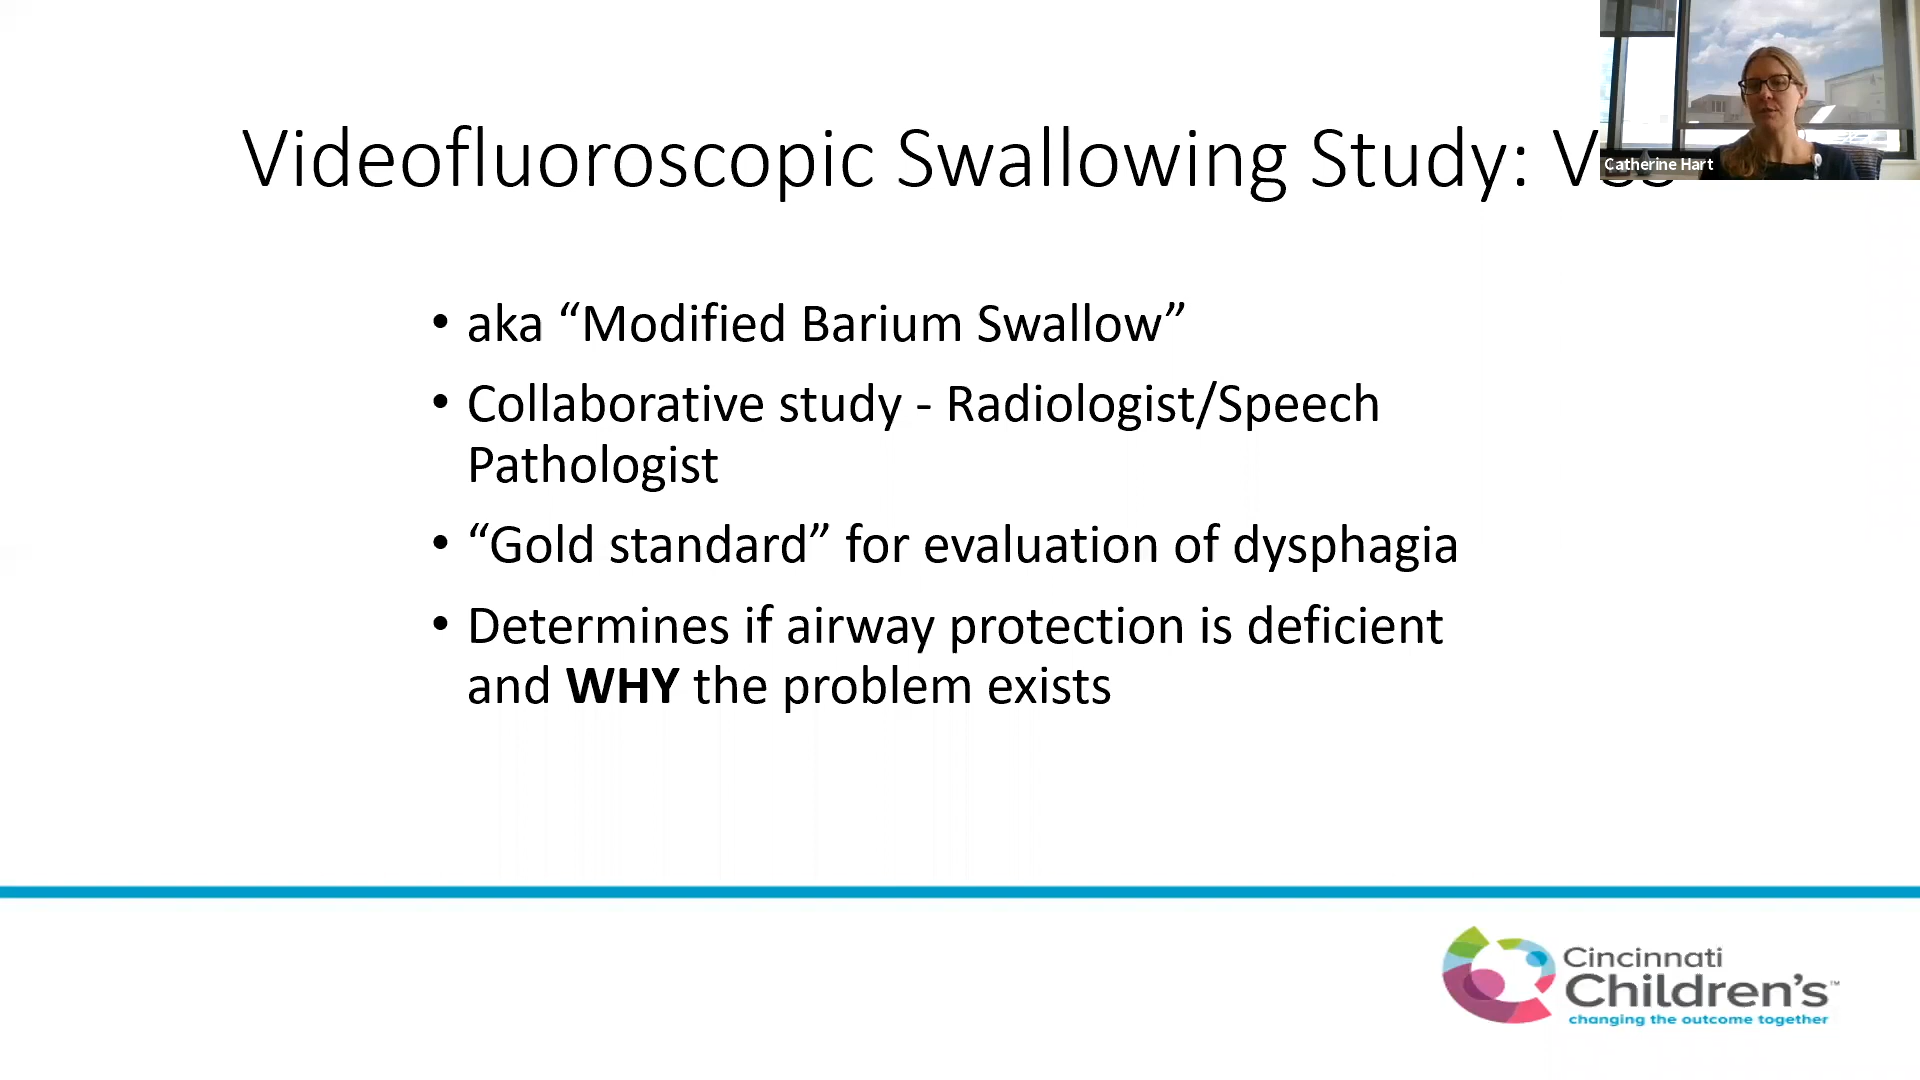 Videofluoroscopic Swallowing Study:
Catherine Hart
• aka “Modified Barium Swallow”
• Collaborative study - Radiologist/Speech
Pathologist
• “Gold standard” for evaluation of dysphagia
• Determines if airway protection is deficient
and WHY the problem exists
Cincinnati
Children's™
changing the outcome together